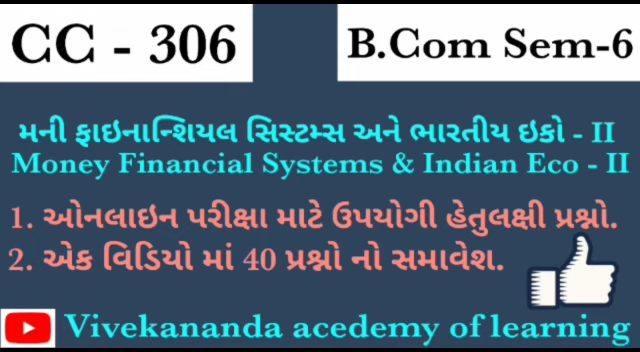 CC - 306
B.Com Sem-6
મની ફાઇનાન્શિયલ સિસ્ટમ્સ અને ભારતીય ઇકો - II
Money Financial Systems & Indian Eco - II
1. ઓનલાઇન પરીક્ષા માટે ઉપયોગી હેતુલક્ષી પ્રશ્નો.
2. એક વિડિયો માં 40 પ્રશ્નો નો સમાવેશ.
Vivekananda acedemy of learning